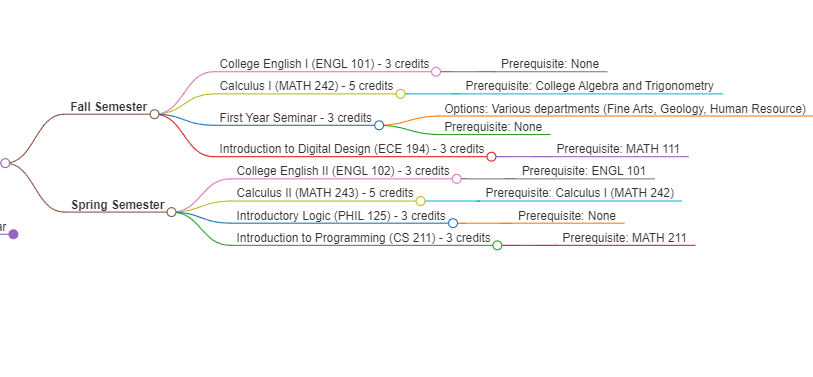 College English I (ENGL 101) - 3 credits
Prerequisite: None
Calculus I (MATH 242) - 5 credits
Prerequisite: College Algebra and Trigonometry
Fall Semester
First Year Seminar - 3 credits
Options: Various departments (Fine Arts, Geology, Human Resource)
Prerequisite: None
Introduction to Digital Design (ECE 194) - 3 credits
Prerequisite: MATH 111
College English II (ENGL 102) - 3 credits
Prerequisite: ENGL 101
Calculus II (MATH 243) - 5 credits
Prerequisite: Calculus I (MATH 242)
Spring Semester
Introductory Logic (PHIL 125) - 3 credits
Prerequisite: None
Introduction to Programming (CS 211) - 3 credits
Prerequisite: MATH 211